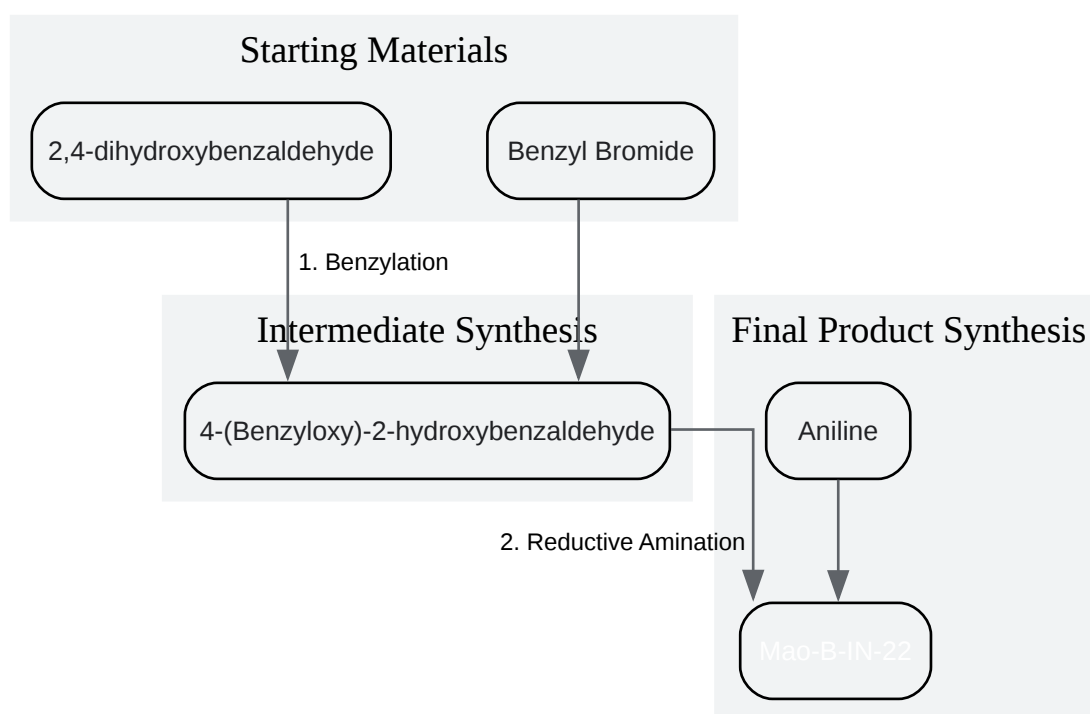 Starting Materials
2,4-dihydroxybenzaldehyde
Benzyl Bromide
1. Benzylation
Intermediate Synthesis
Final Product Synthesis
4-(Benzyloxy)-2-hydroxybenzaldehyde
Aniline
2. Reductive Amination
Mao-B-IN-22